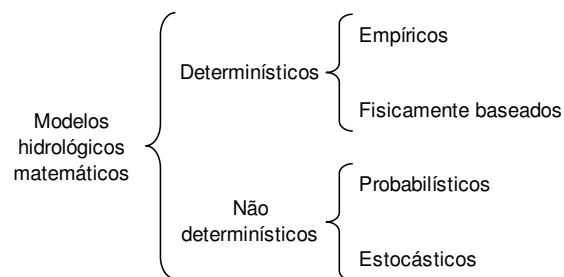 Modelos
hidrológicos
matemáticos
Determinísticos
Empíricos
Fisicamente baseados
Não
determinísticos
Probabilísticos
Estocásticos